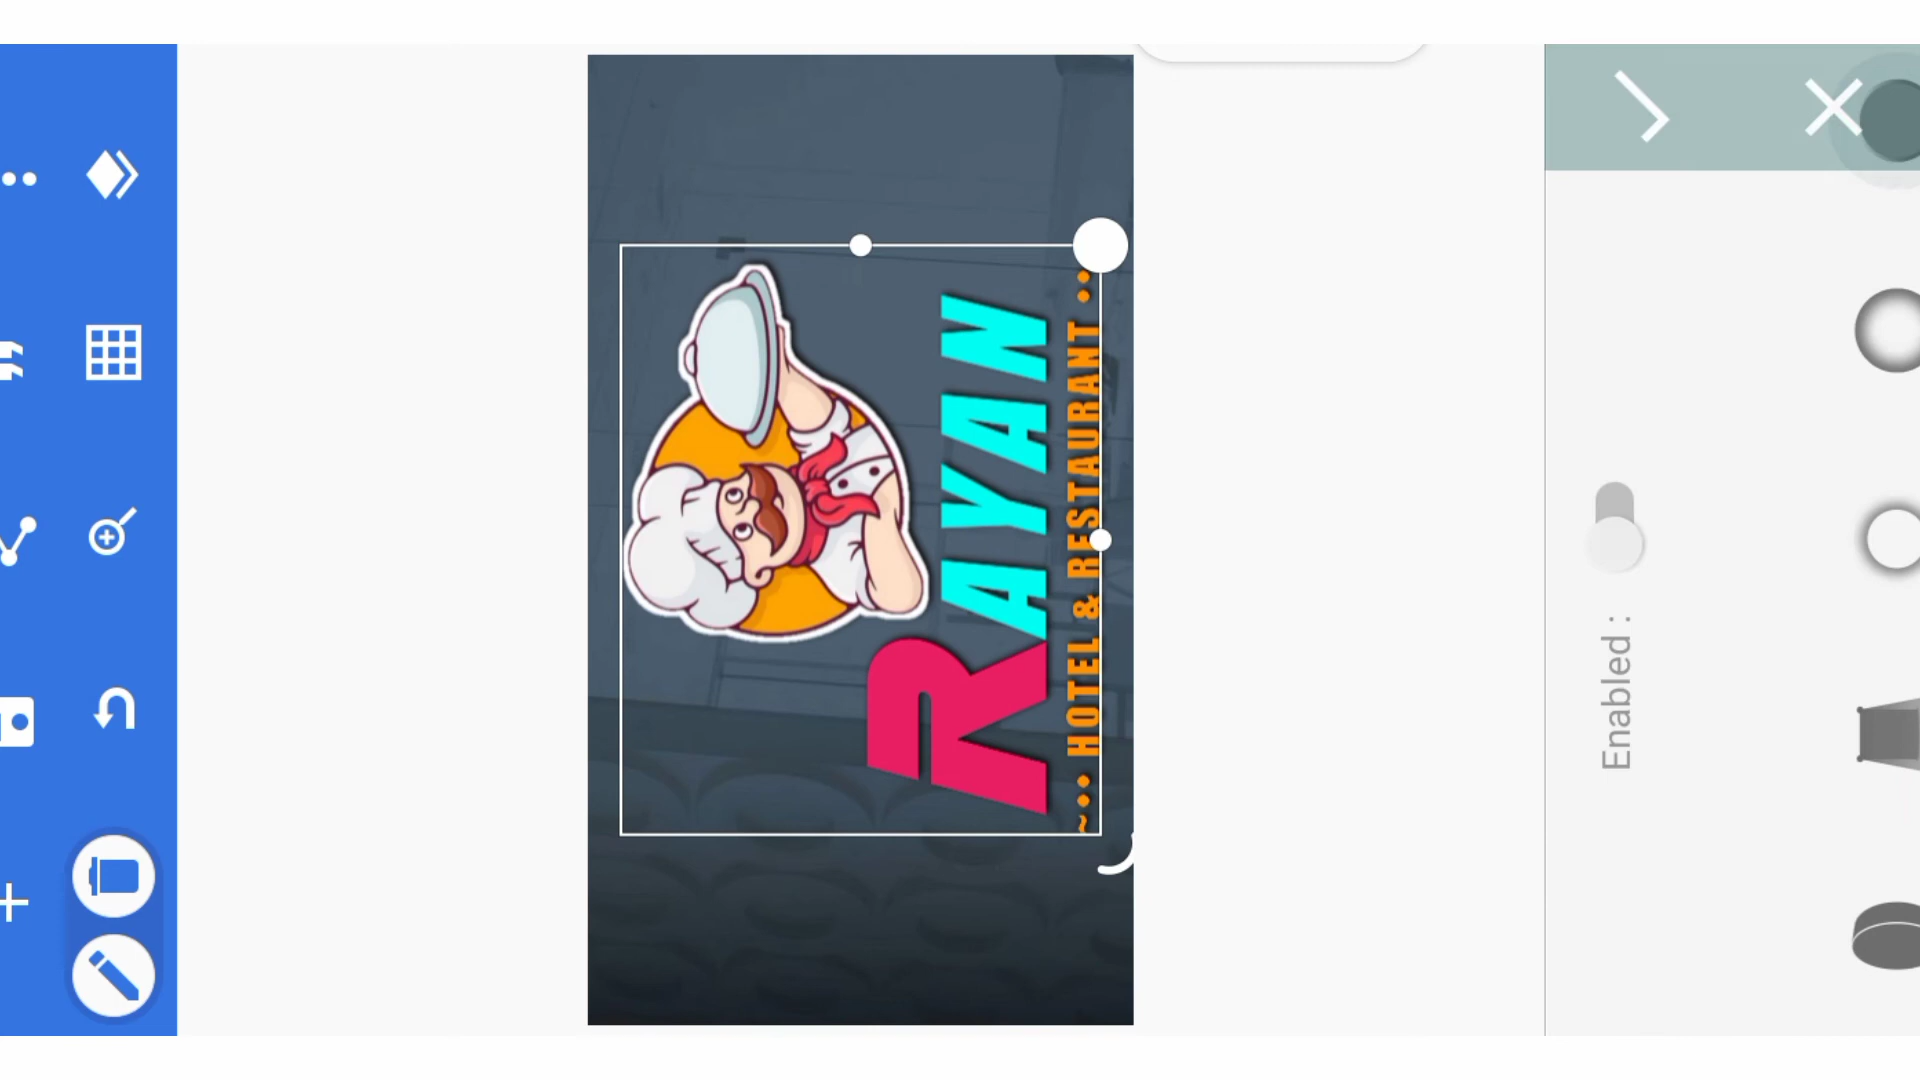 RAYAN
~•• HOTEL & RESTAURANT ••
Enabled :